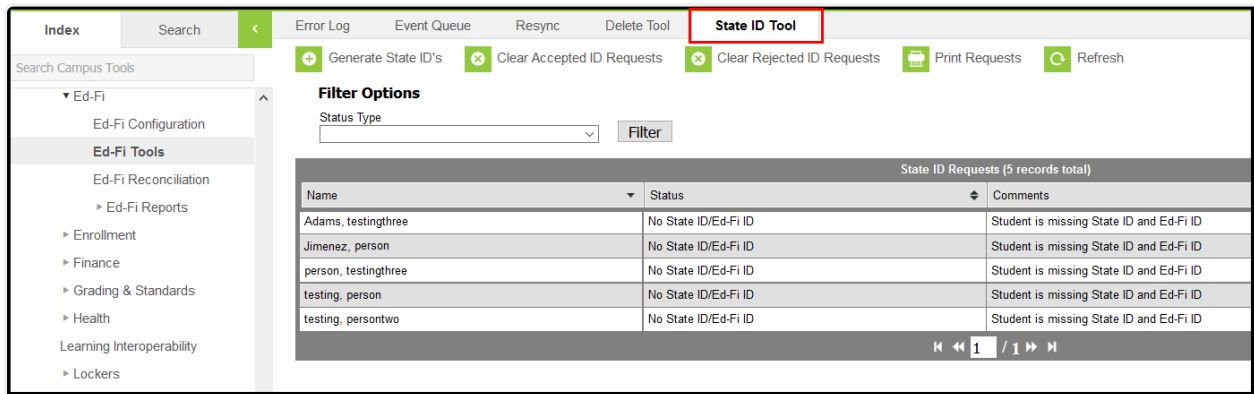 Index
Search
Error Log
Event Queue
Resync
Delete Tool
State ID Tool
Search Campus Tools
Generate State ID's
Clear Accepted ID Requests
Clear Rejected ID Requests
Print Requests
Refresh
Ed-Fi
Ed-Fi Configuration
Ed-Fi Tools
Ed-Fi Reconciliation
Ed-Fi Reports
Enrollment
Finance
Grading & Standards
Health
Learning Interoperability
Lockers
Filter Options
Status Type
Filter
State ID Requests (5 records total)
Name Status Comments
Adams, testingthree No State ID/Ed-Fi ID Student is missing State ID and Ed-Fi ID
Jimenez, person No State ID/Ed-Fi ID Student is missing State ID and Ed-Fi ID
person, testingthree No State ID/Ed-Fi ID Student is missing State ID and Ed-Fi ID
testing, person No State ID/Ed-Fi ID Student is missing State ID and Ed-Fi ID
testing, persontwo No State ID/Ed-Fi ID Student is missing State ID and Ed-Fi ID
1 / 1